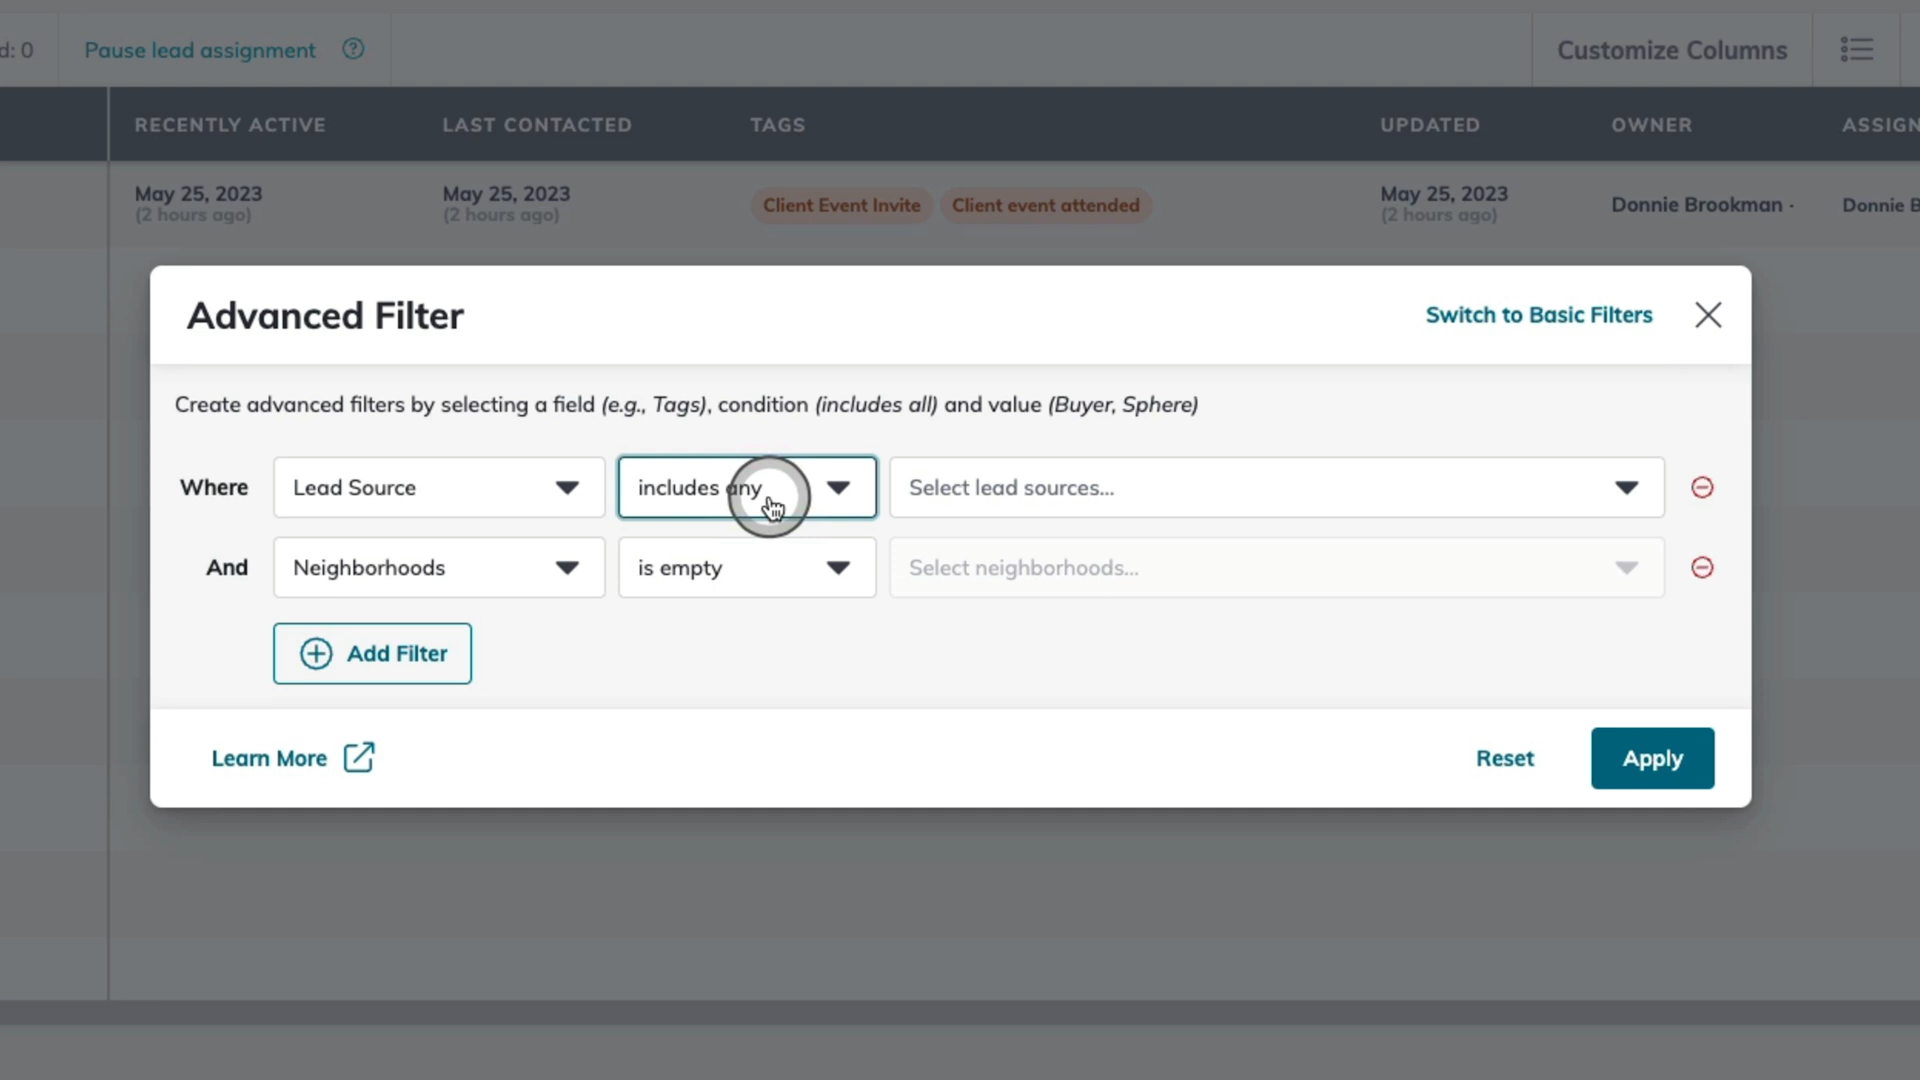 d: 0
Pause lead assignment ?
Customize Columns
RECENTLY ACTIVE LAST CONTACTED TAGS UPDATED OWNER ASSIGN
May 25, 2023 May 25, 2023 Client Event Invite Client event attended May 25, 2023 Donnie Brookman - Donnie B
(2 hours ago) (2 hours ago) (2 hours ago)
Advanced Filter
Switch to Basic Filters
Create advanced filters by selecting a field (e.g., Tags), condition (includes all) and value (Buyer, Sphere)
Where Lead Source includes any Select lead sources...
And Neighborhoods is empty Select neighborhoods...
Add Filter
Learn More Reset Apply